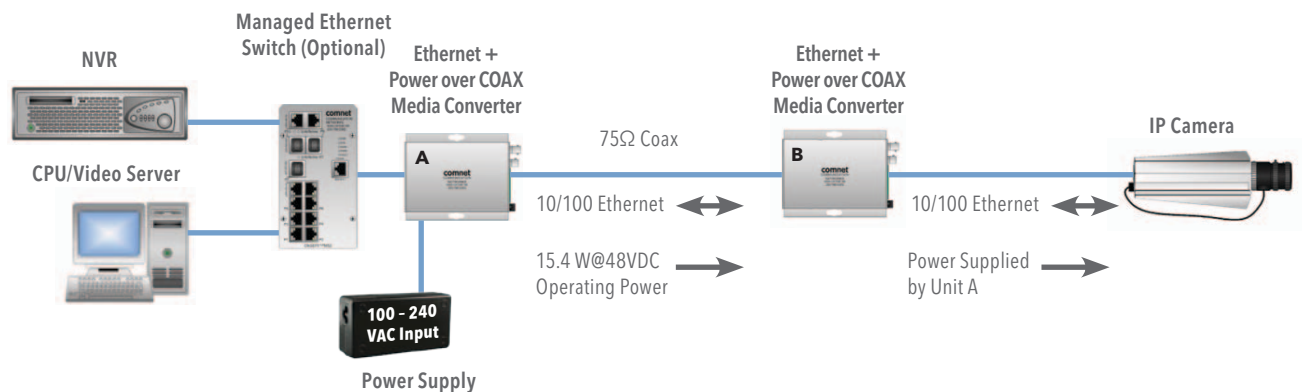 Managed Ethernet
Switch (Optional)
NVR
Ethernet +
Power over COAX
Media Converter
Ethernet +
Power over COAX
Media Converter
IP Camera
CPU/Video Server
comnet
A
comnet
75Ω Coax
B
comnet
10/100 Ethernet
10/100 Ethernet
15.4 W@48VDC
Operating Power
Power Supplied
by Unit A
100 – 240
VAC Input
Power Supply